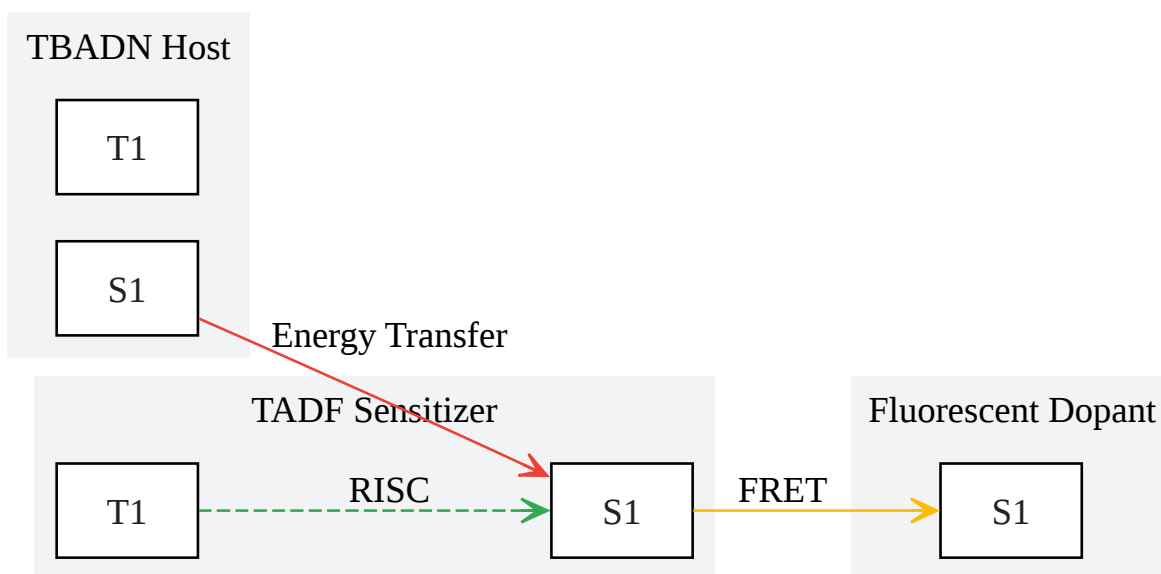 TBADN Host
T1
S1
Energy Transfer
TADF Sensitizer
Fluorescent Dopant
T1
RISC
S1
FRET
S1